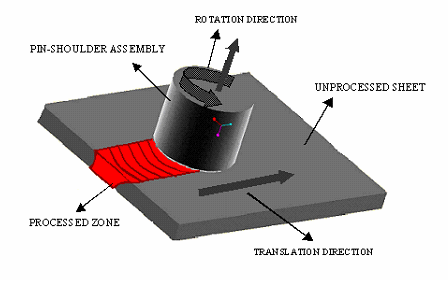 ROTATION DIRECTION
PIN-SHOULDER ASSEMBLY
UNPROCESSED SHEET
PROCESSED ZONE
TRANSLATION DIRECTION